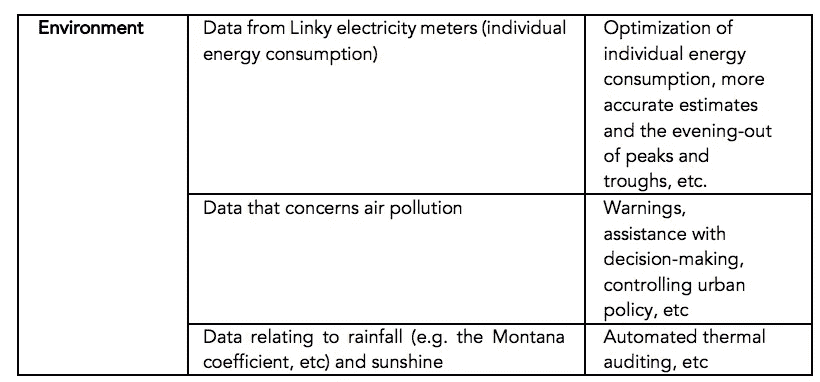 Environment
Data from Linky electricity meters (individual
energy consumption)
Optimization of
individual energy
consumption, more
accurate estimates
and the evening-out
of peaks and
troughs, etc.
Data that concerns air pollution
Warnings,
assistance with
decision-making,
controlling urban
policy, etc
Data relating to rainfall (e.g. the Montana
coefficient, etc) and sunshine
Automated thermal
auditing, etc